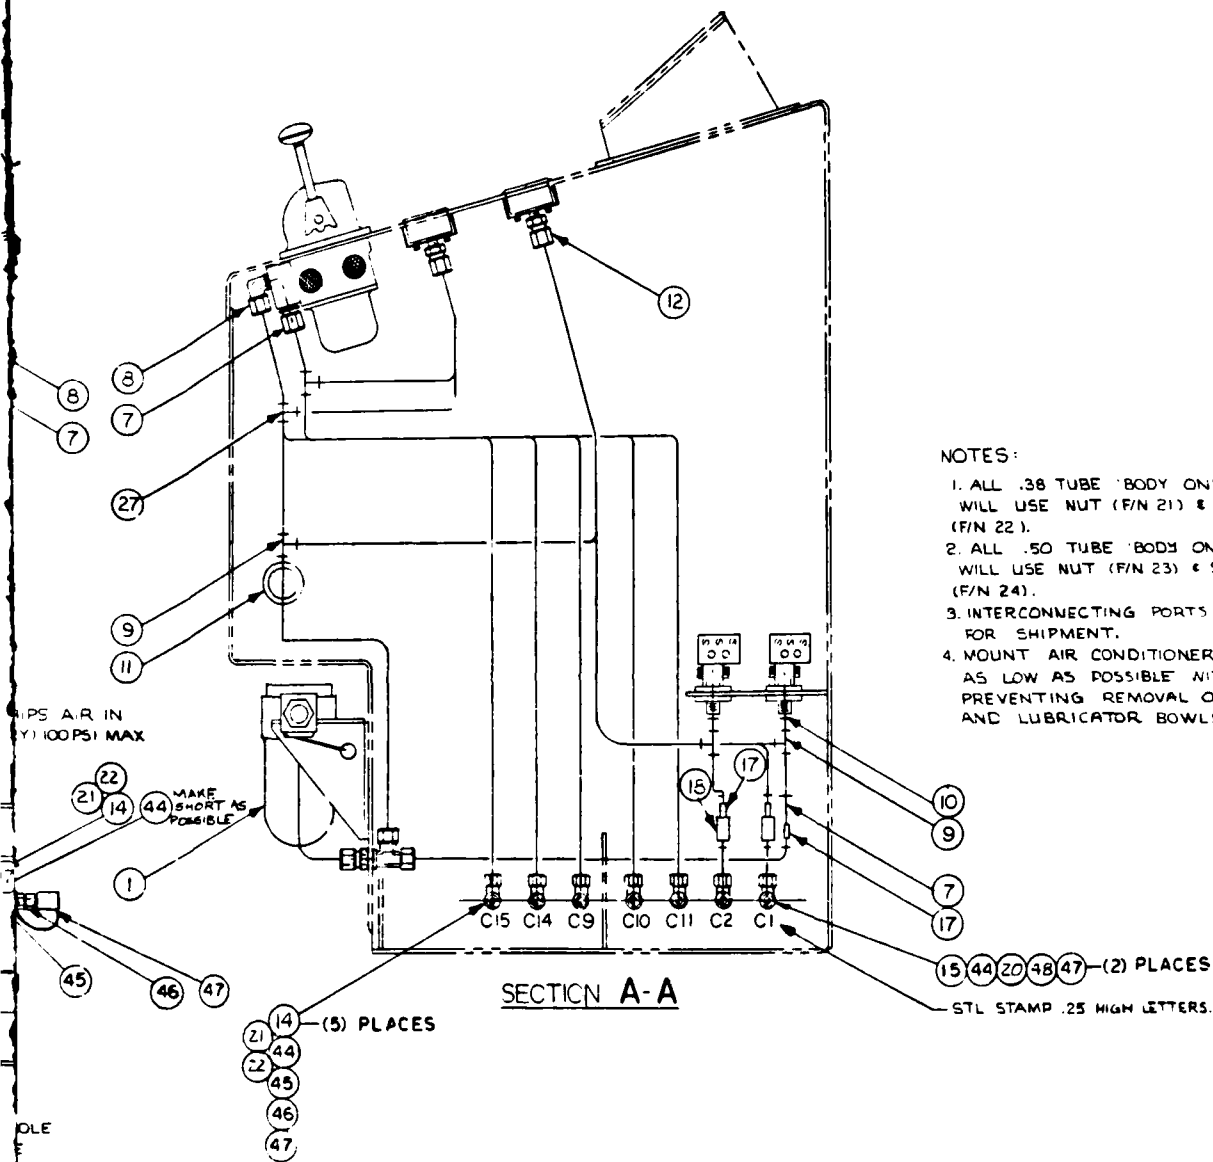 12
8
8
7
7
27
NOTES:
1. ALL .38 TUBE BODY
WILL USE NUT (F/N 21) &
(F/N 22).
2. ALL .50 TUBE BODY
WILL USE NUT (F/N 23) &
(F/N 24).
3. INTERCONNECTING PORTS
FOR SHIPMENT.
4. MOUNT AIR CONDITIONER
AS LOW AS POSSIBLE
PREVENTING REMOVAL
AND LUBRICATOR
9
11
AIR IN
100 PSI MAX
22
21
14
44
MAKE
SHORT AS
POSSIBLE
18
17
10
9
1
7
17
C15 C14 C9 C10 C11 C2 C1
45
46
47
15 44 20 48 47 (2) PLACES
SECTION A-A
STL STAMP .25 HIGH LETTERS.
14 (5) PLACES
21
44
22
45
46
47